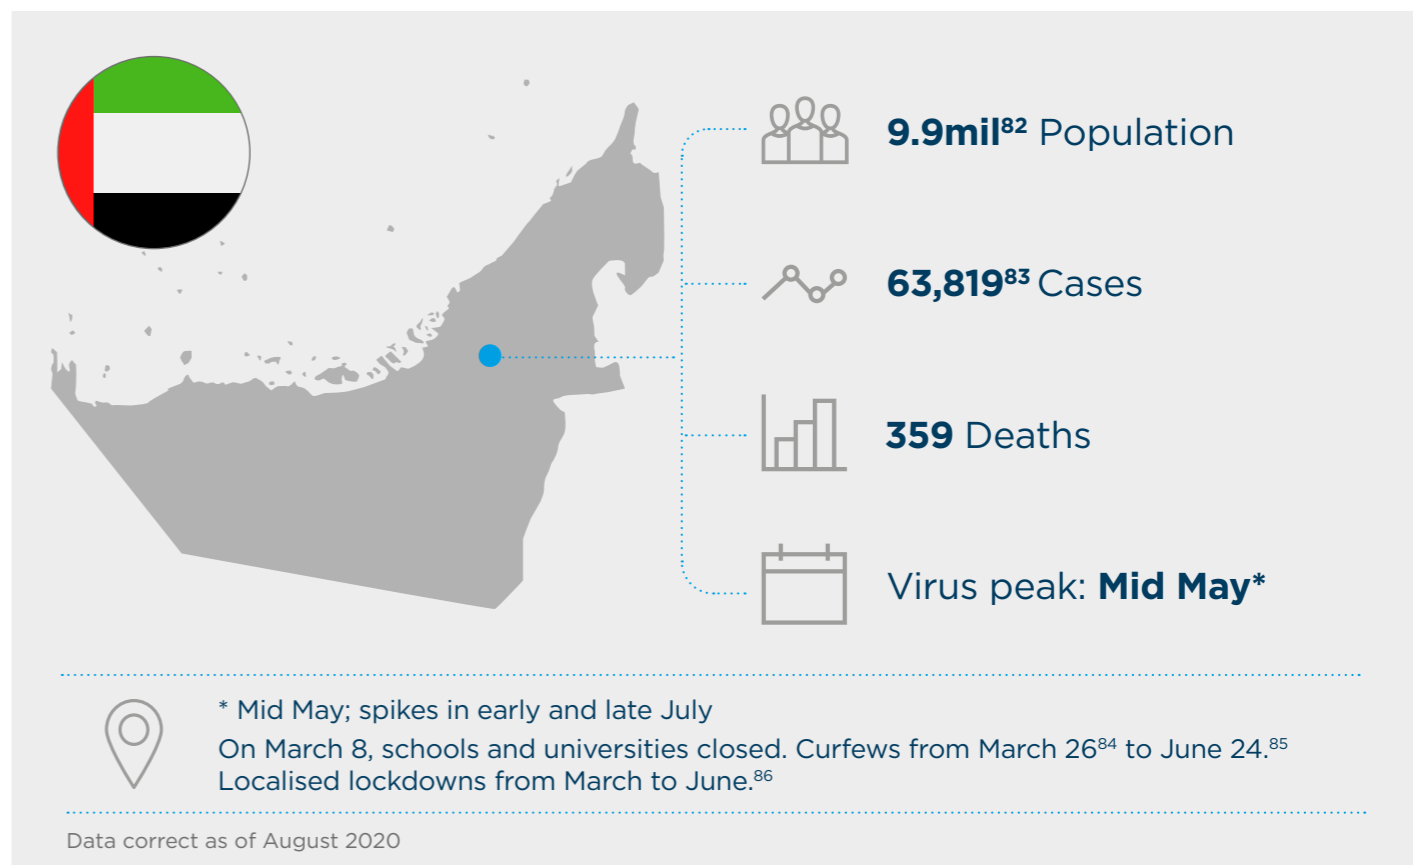 9.9mil⁸² Population
63,819⁸³ Cases
359 Deaths
Virus peak: Mid May*
* Mid May; spikes in early and late July
On March 8, schools and universities closed. Curfews from March 26⁸⁴ to June 24.⁸⁵
Localised lockdowns from March to June.⁸⁶
Data correct as of August 2020